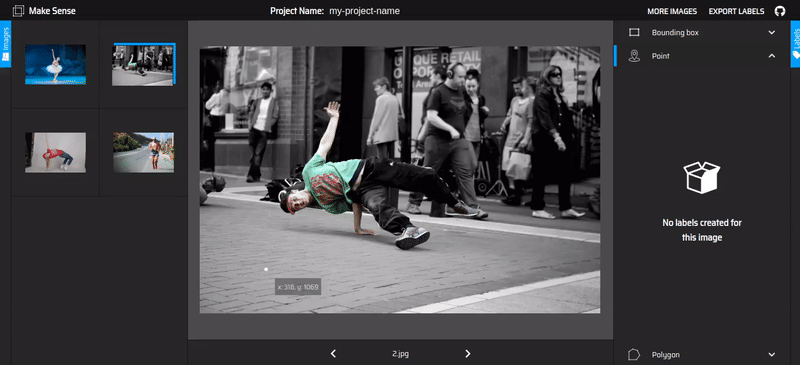 Make Sense
Project Name: my-project-name
MORE IMAGES
EXPORT LABELS
Images
Labels
Bounding box
Point
UNIQUE RETAIL
No labels created for
this image
x: 318, y: 1069
2.jpg
Polygon